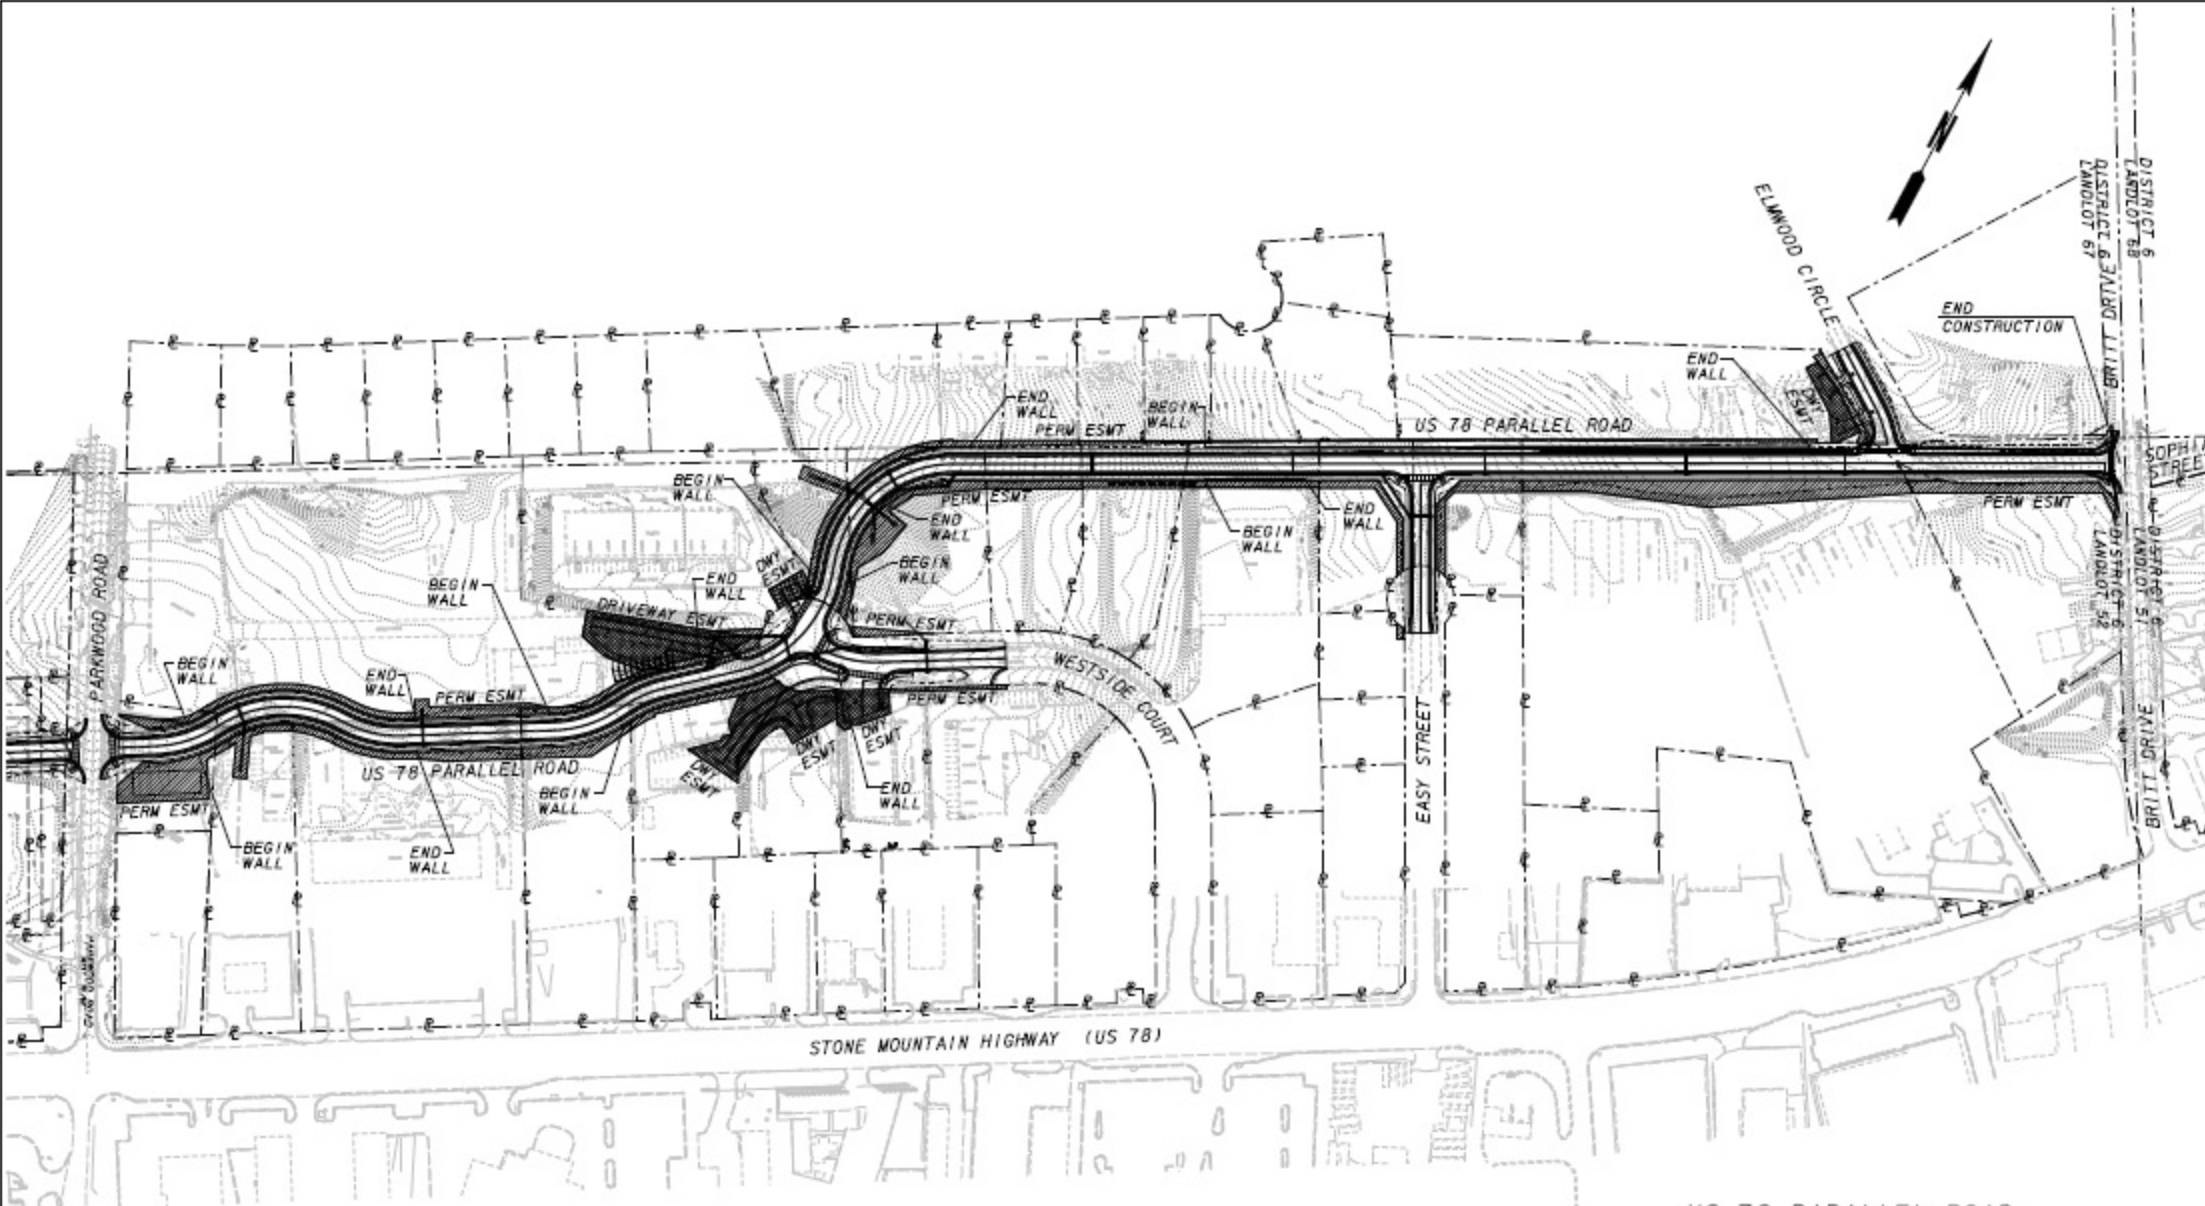 N
DISTRICT 6
LANDLOT 68
DISTRICT 6
LANDLOT 67
ELMWOOD CIRCLE
BRITT DRIVE
END
CONSTRUCTION
END
WALL
DWY
ESMT
END
WALL
PERM ESMT
BEGIN
WALL
US 78 PARALLEL ROAD
BEGIN
WALL
PERM ESMT
END
WALL
BEGIN
WALL
END
WALL
PERM ESMT
DISTRICT 6
LANDLOT 51
DISTRICT 6
LANDLOT 52
BEGIN
WALL
DWY
ESMT
END
WALL
DRIVEWAY ESMT
BEGIN
WALL
PERM ESMT
PARKWOOD ROAD
BEGIN
WALL
END
WALL
PERM ESMT
PERM ESMT
WESTSIDE COURT
EASY STREET
BRITT DRIVE
US 78 PARALLEL ROAD
DWY
ESMT
DWY
ESMT
DWY
ESMT
PERM ESMT
BEGIN
WALL
END
WALL
BEGIN
WALL
END
WALL
STONE MOUNTAIN HIGHWAY (US 78)
US 78 PARALLEL ROAD